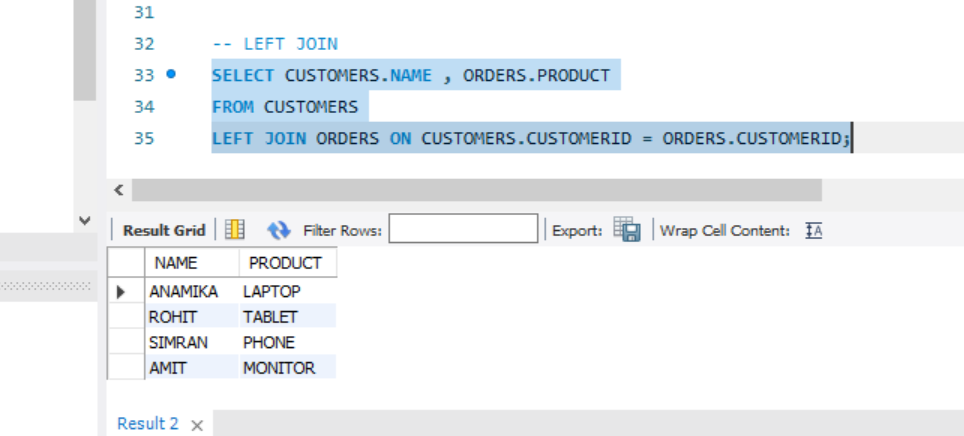 31
32 -- LEFT JOIN
33 SELECT CUSTOMERS.NAME , ORDERS.PRODUCT
34 FROM CUSTOMERS
35 LEFT JOIN ORDERS ON CUSTOMERS.CUSTOMERID = ORDERS.CUSTOMERID;
Result Grid Filter Rows: Export: Wrap Cell Content: IA
NAME PRODUCT
ANAMIKA LAPTOP
ROHIT TABLET
SIMRAN PHONE
AMIT MONITOR
Result 2 ×